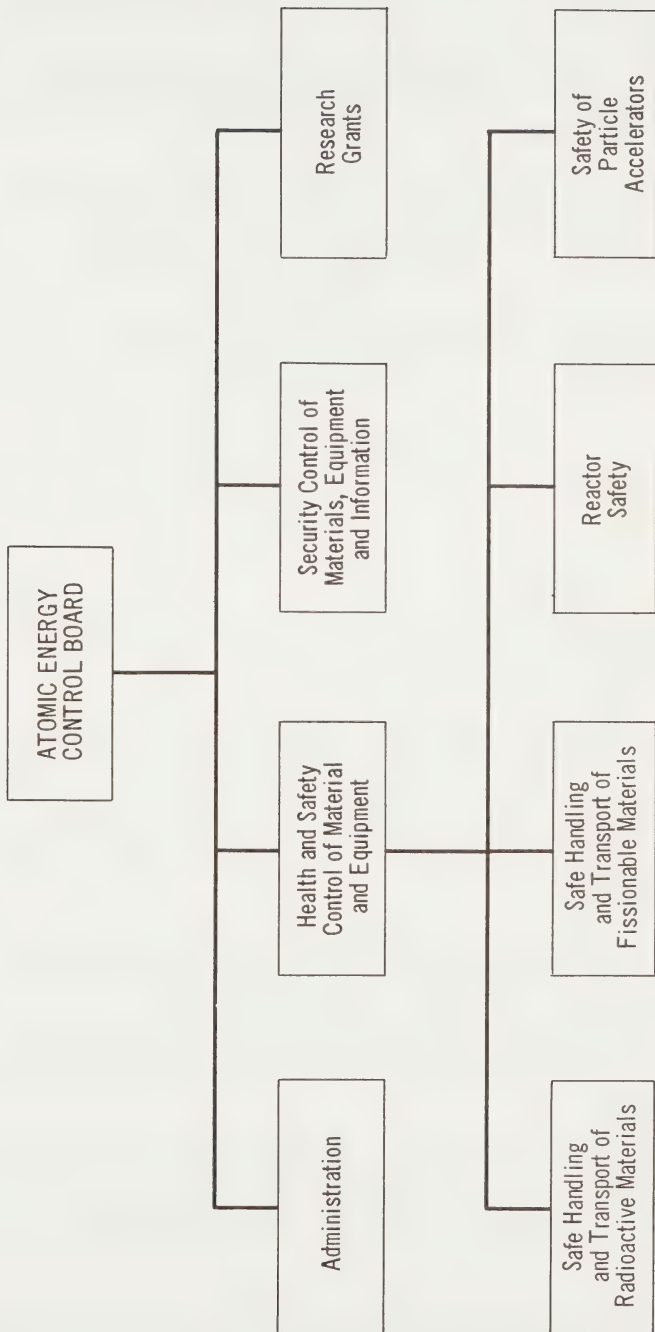 ATOMIC ENERGY
CONTROL BOARD
Administration
Health and Safety
Control of Material
and Equipment
Security Control of
Materials, Equipment
and Information
Research
Grants
Safe Handling
and Transport of
Radioactive Materials
Safe Handling
and Transport of
Fissionable Materials
Reactor
Safety
Safety of
Particle
Accelerators